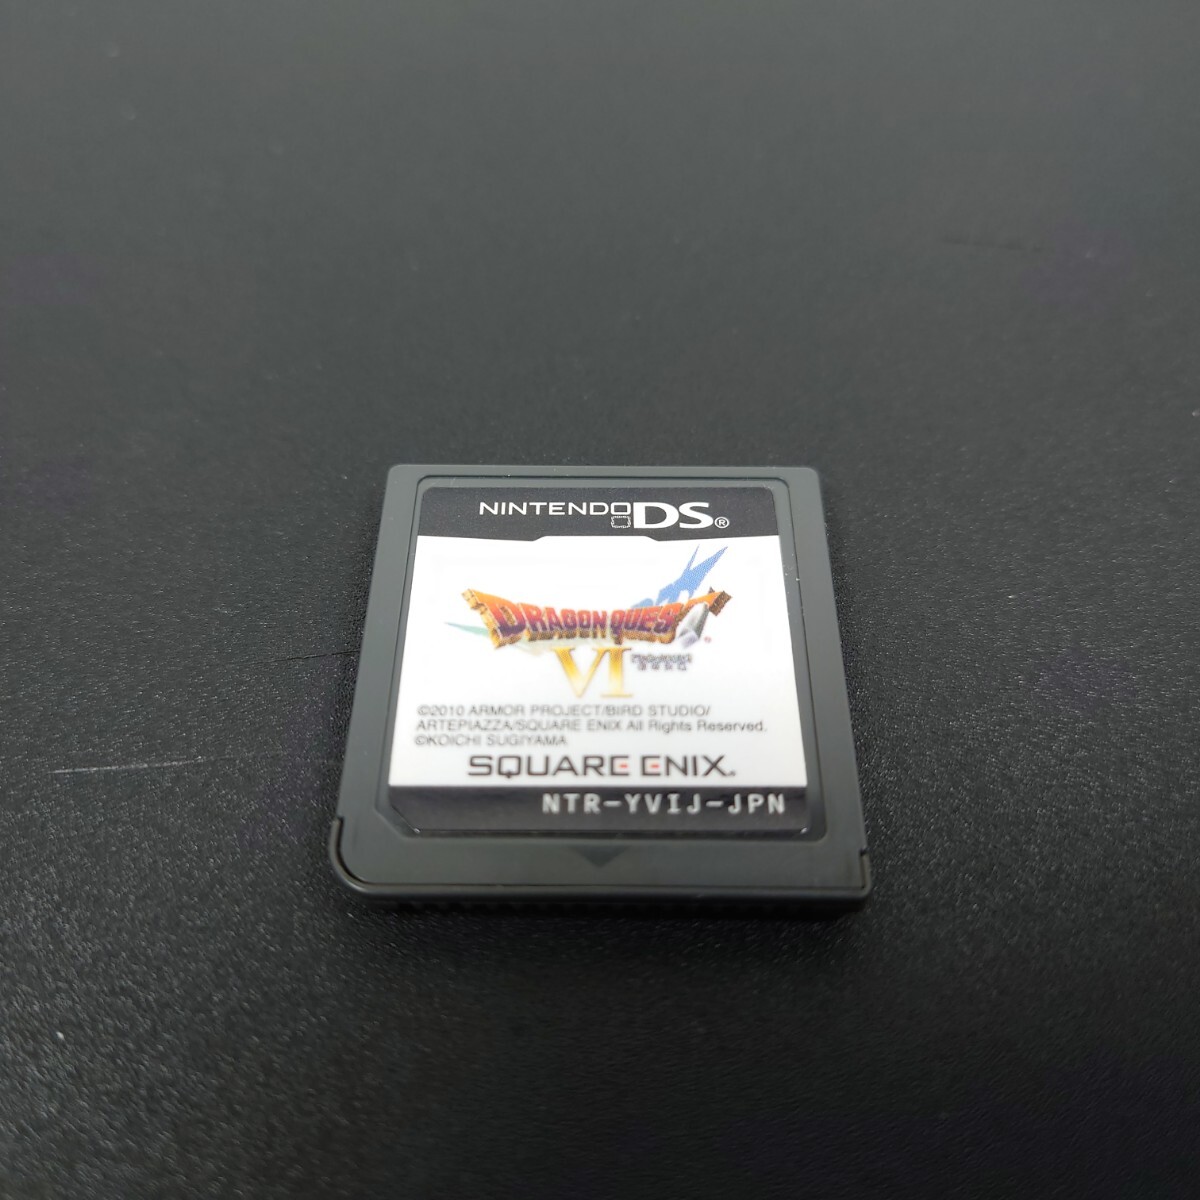 NINTENDO DS®
DRAGON QUEST®
VI
©2010 ARMOR PROJECT/BIRD STUDIO/
ARTEPIAZZA/SQUARE ENIX All Rights Reserved.
©KOICHI SUGIYAMA
SQUARE ENIX.
NTR-YVIJ-JPN